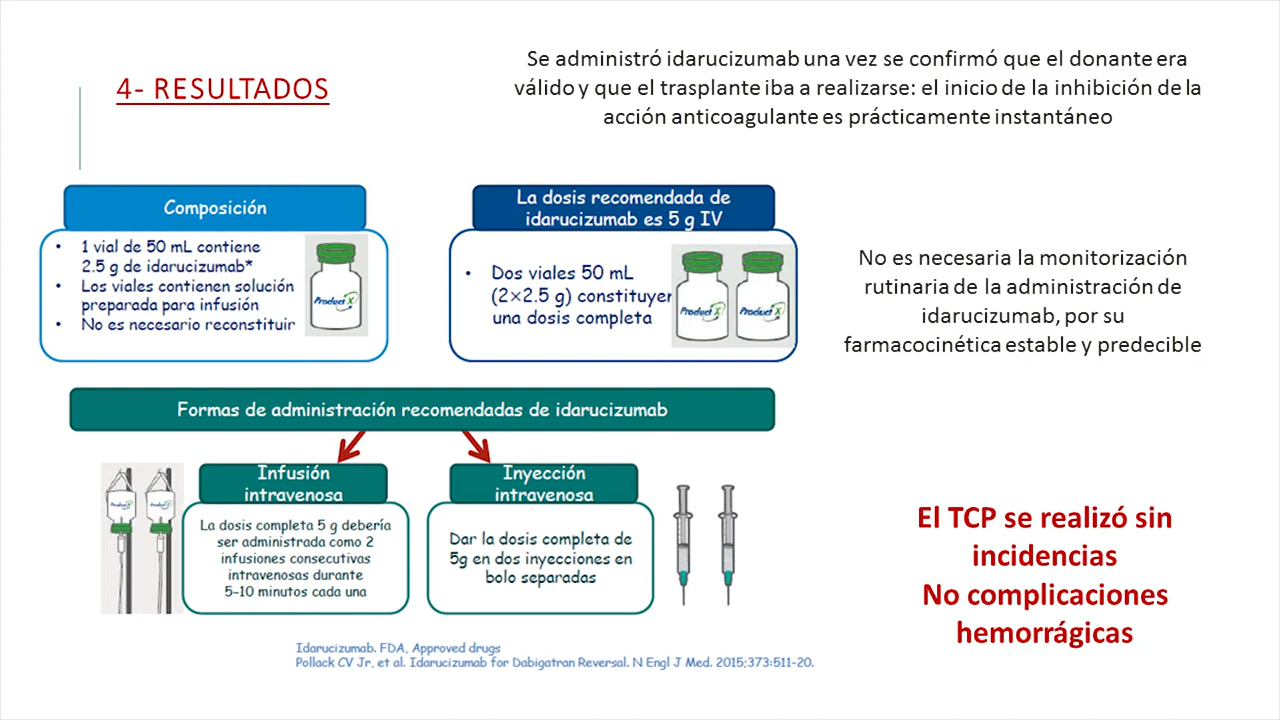 4- RESULTADOS
Se administró idarucizumab una vez se confirmó que el donante era
válido y que el trasplante iba a realizarse: el inicio de la inhibición de la
acción anticoagulante es prácticamente instantáneo
Composición
• 1 vial de 50 mL contiene
2.5 g de idarucizumab*
• Los viales contienen solución
preparada para infusión
• No es necesario reconstituir
Product X
La dosis recomendada de
idarucizumab es 5 g IV
• Dos viales 50 mL
(2×2.5 g) constituyer
una dosis completa
Product X
Product X
No es necesaria la monitorización
rutinaria de la administración de
idarucizumab, por su
farmacocinética estable y predecible
Formas de administración recomendadas de idarucizumab
Product X
Product X
Infusión
intravenosa
La dosis completa 5 g debería
ser administrada como 2
infusiones consecutivas
intravenosas durante
5-10 minutos cada una
Inyección
intravenosa
Dar la dosis completa de
5g en dos inyecciones en
bolo separadas
El TCP se realizó sin
incidencias
No complicaciones
hemorrágicas
Idarucizumab. FDA, Approved drugs
Pollack CV Jr, et al. Idarucizumab for Dabigatran Reversal. N Engl J Med. 2015;373:511-20.